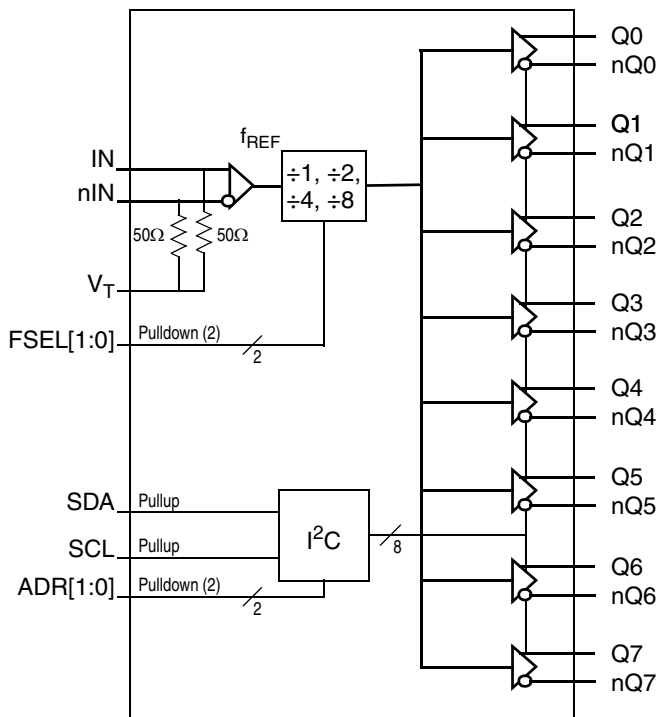 IN
nIN
50Ω
50Ω
V_T
FSEL[1:0]
Pulldown (2)
2
f_REF
÷1, ÷2,
÷4, ÷8
SDA
Pullup
SCL
Pullup
ADR[1:0]
Pulldown (2)
2
I²C
8
Q0
nQ0
Q1
nQ1
Q2
nQ2
Q3
nQ3
Q4
nQ4
Q5
nQ5
Q6
nQ6
Q7
nQ7